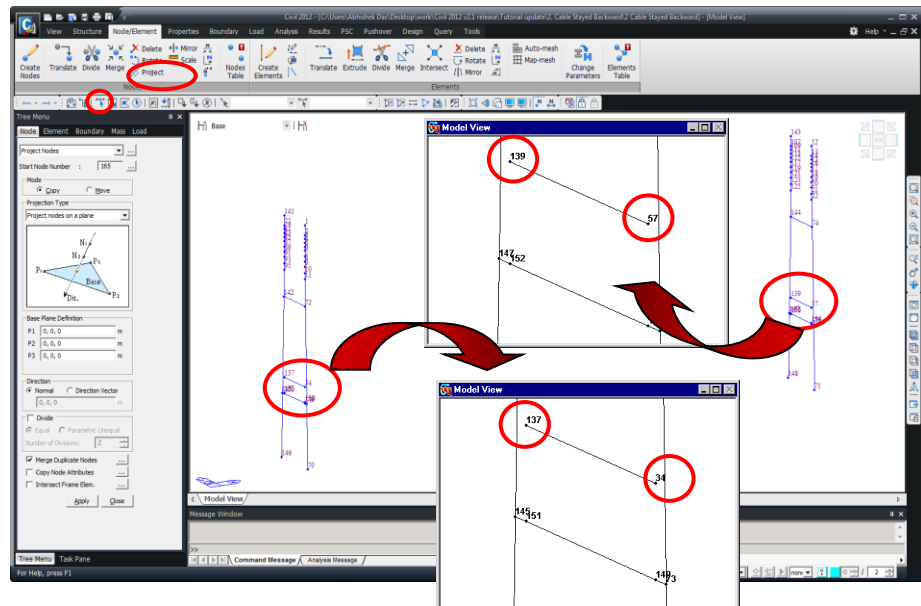 Civil 2012 - [C:\Users\Abhishek Das\Desktop\work\Civil 2012 v2.1 release\Tutorial update\2. Cable Stayed Backward\2 Cable Stayed Backward] - [Model View]
View Structure Node/Element Properties Boundary Load Analysis Results PSC Pushover Design Query Tools Help
Create Nodes
Translate
Divide
Merge
Delete
Rotate
Project
Mirror
Scale
Nodes Table
Create Elements
Translate
Extrude
Divide
Merge
Intersect
Delete
Rotate
Mirror
Auto-mesh
Map-mesh
Change Parameters
Elements Table
Nodes
Elements
Tree Menu
Node Element Boundary Mass Load
Project Nodes
Start Node Number : 165
Mode
Copy Move
Projection Type
Project nodes on a plane
N1
N2
P1
P3
Base
Dir.
P2
Base Plane Definition
P1 0, 0, 0 m
P2 0, 0, 0 m
P3 0, 0, 0 m
Direction
Normal Direction Vector
0, 0, 0 m
Divide
Equal Parametric Unequal
Number of Divisions: 2
Merge Duplicate Nodes
Copy Node Attributes
Intersect Frame Elem.
Apply Close
Tree Menu Task Pane
For Help, press F1
Base
141
1
142
72
137
34
146
70
Model View
139
57
147 152
143
12
144
74
139
57
148
71
Model View
137
34
145 151
149 73
Model View
Message Window
>>
Command Message Analysis Message
none
2